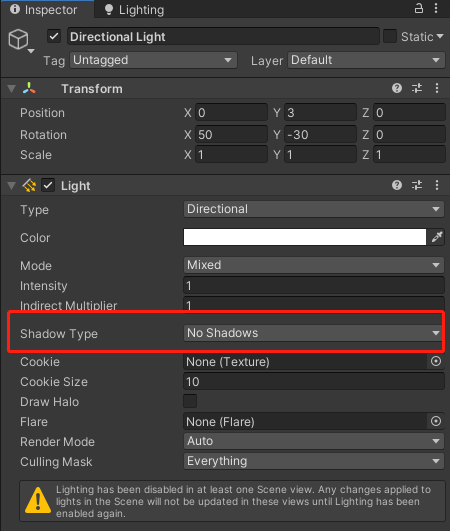 Inspector Lighting
Directional Light Static
Tag Untagged Layer Default
Transform
Position X 0 Y 3 Z 0
Rotation X 50 Y -30 Z 0
Scale X 1 Y 1 Z 1
Light
Type Directional
Color
Mode Mixed
Intensity 1
Indirect Multiplier 1
Shadow Type No Shadows
Cookie None (Texture)
Cookie Size 10
Draw Halo
Flare None (Flare)
Render Mode Auto
Culling Mask Everything
Lighting has been disabled in at least one Scene view. Any changes applied to
lights in the Scene will not be updated in these views until Lighting has been
enabled again.